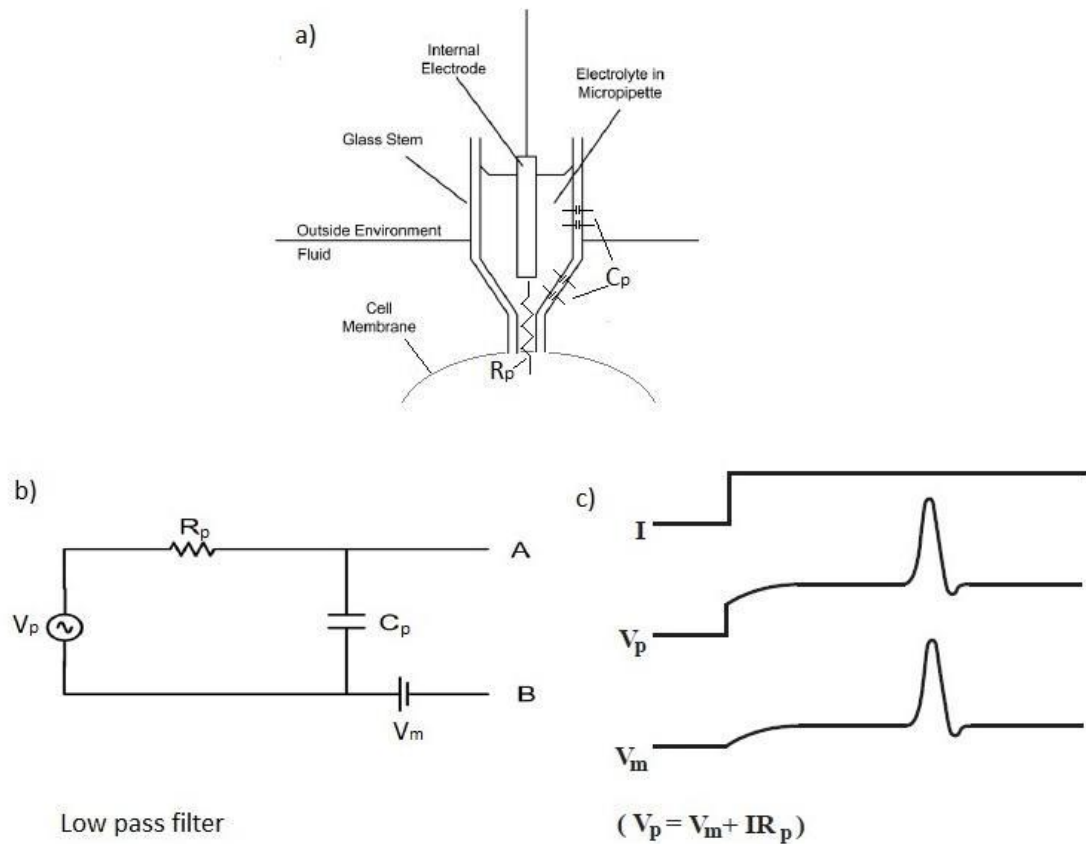 a)
Internal
Electrode
Electrolyte in
Micropipette
Glass Stem
Outside Environment
Fluid
Cp
Cell
Membrane
Rp
b)
Rp
A
Vp
Cp
B
Vm
Low pass filter
c)
I
Vp
Vm
( Vp = Vm + IRp )